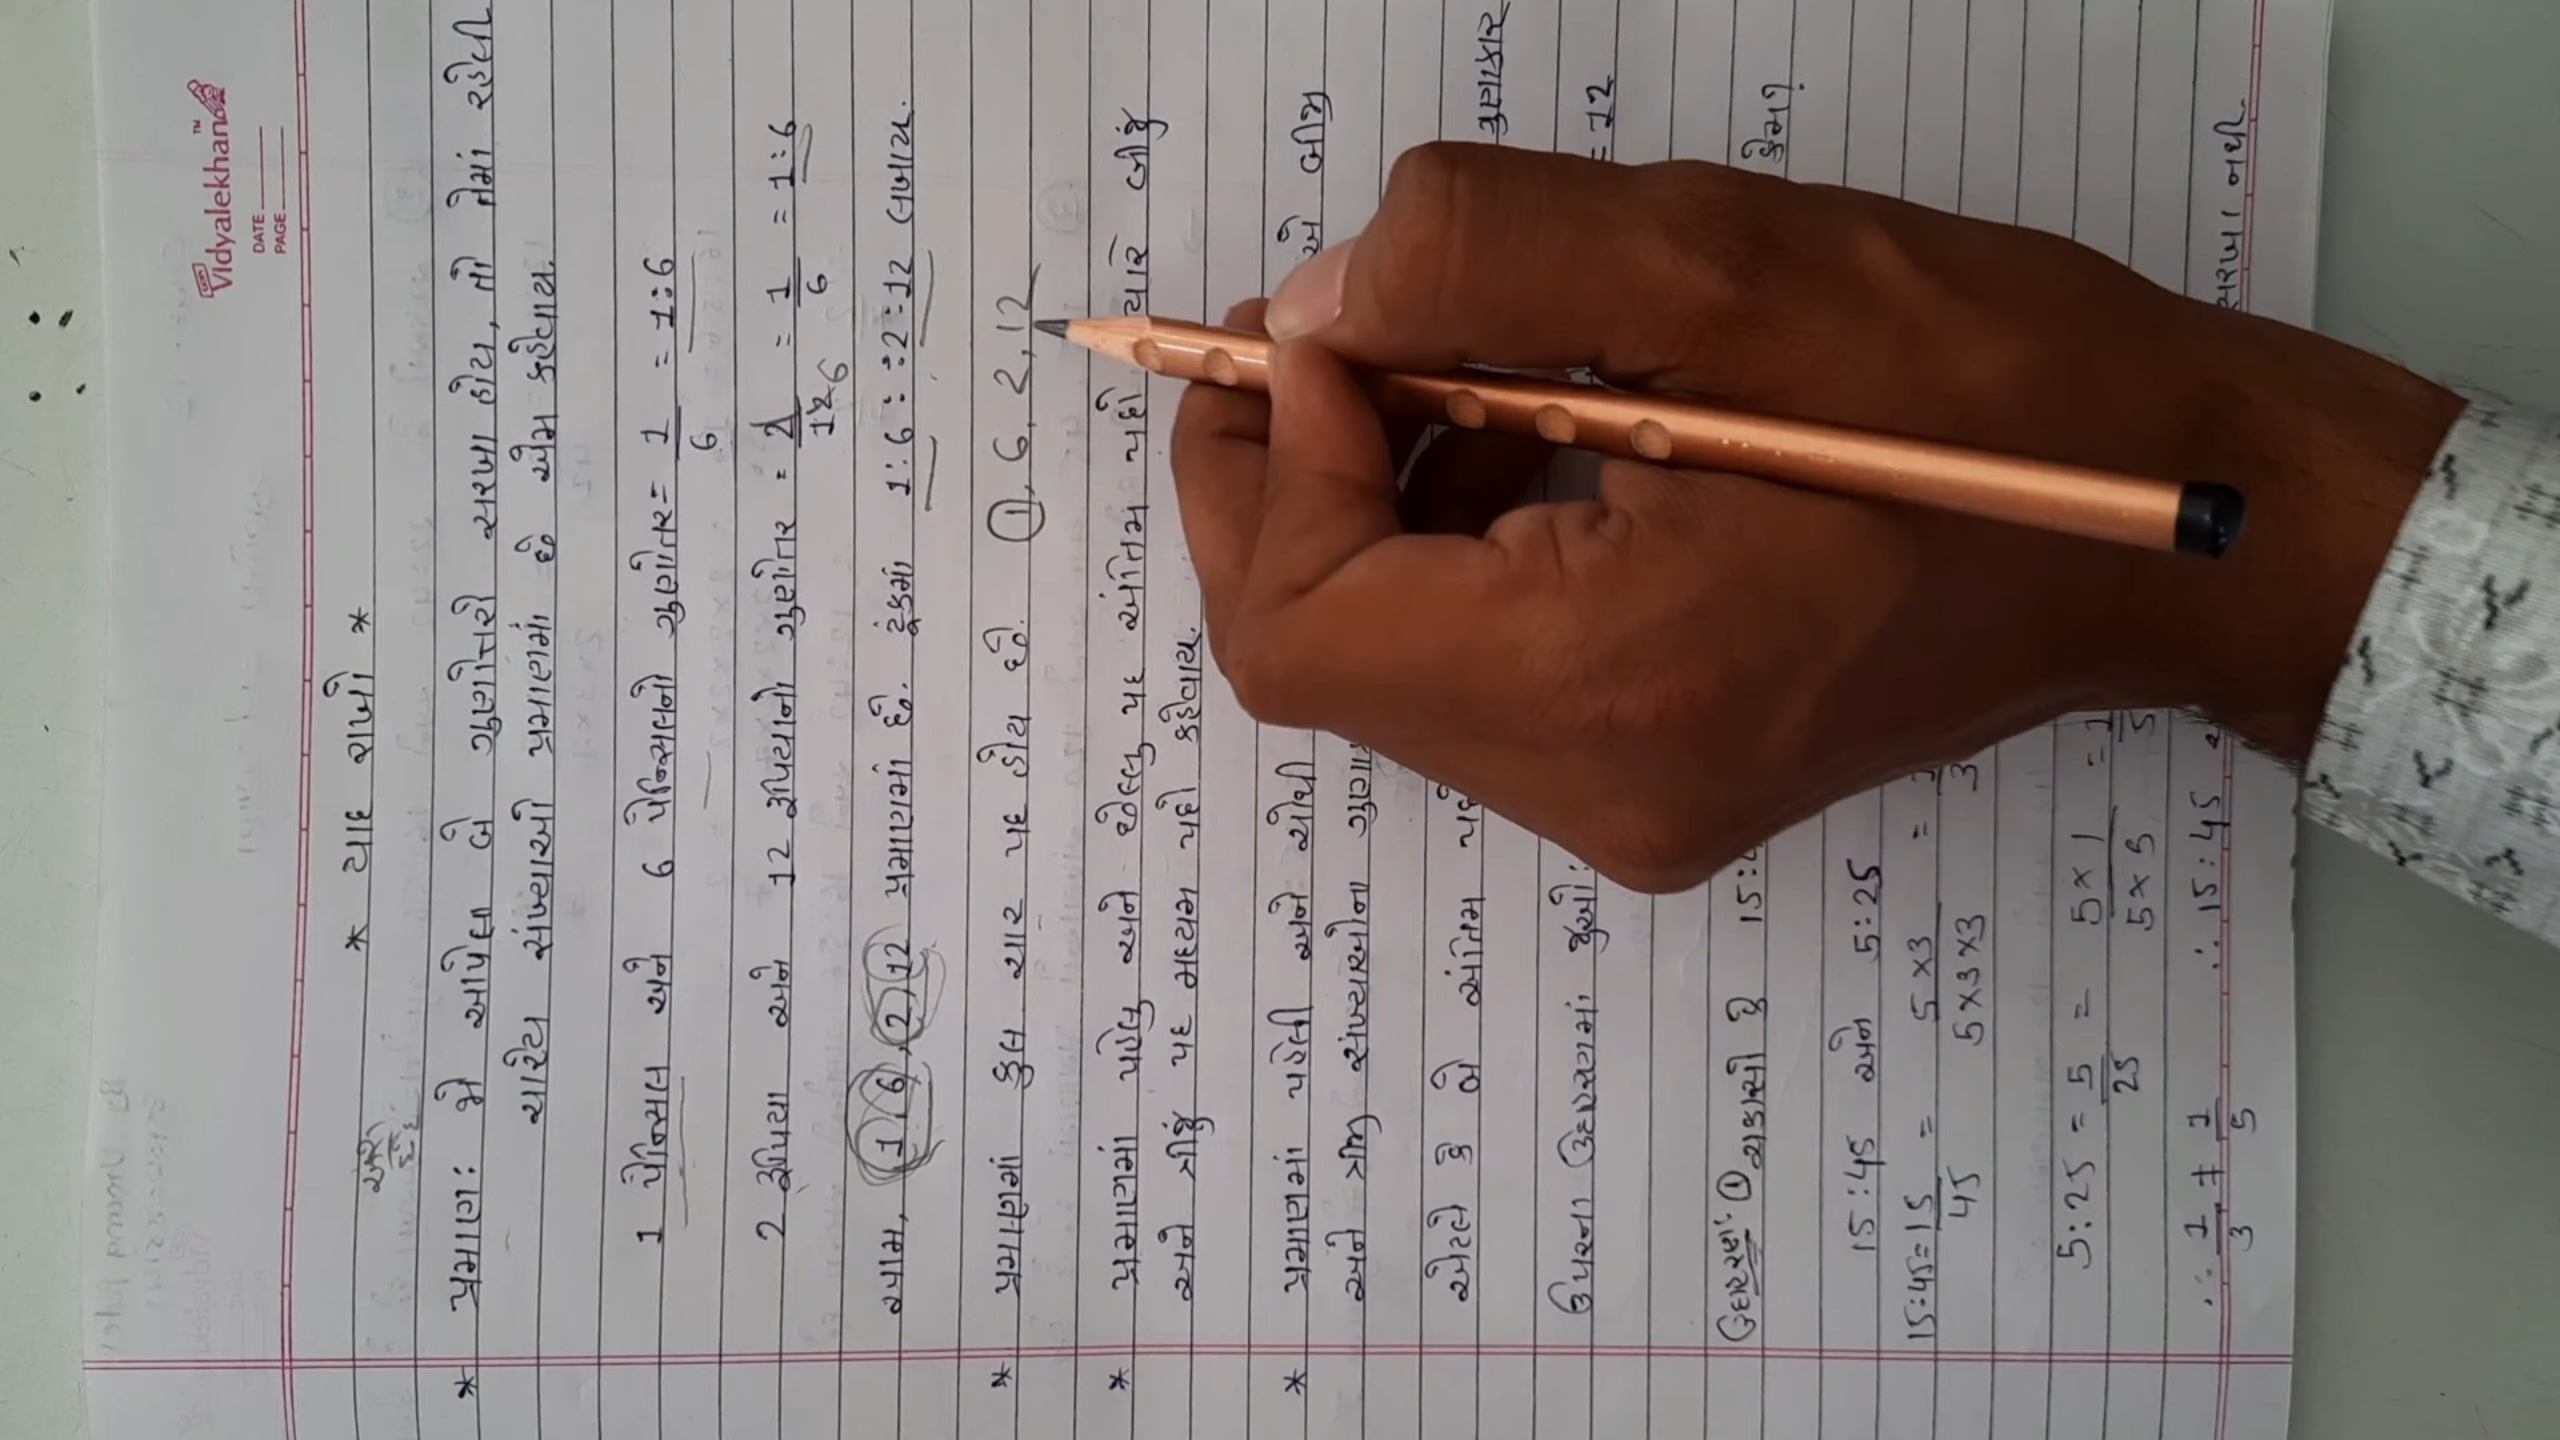 Vidyalekhan™
DATE
PAGE
* યાદ રાખો *
* પ્રમાણ: જો આપેલા બે ગુણોત્તરો સરખા હોય, તો તેમાં રહેલી
ચારેય સંખ્યાઓ પ્રમાણમાં છે એમ કહેવાય.
1 પેન્સિલ અને 6 પેન્સિલનો ગુણોતર = 1/6 = 1:6
2 રૂપિયા અને 12 રૂપિયાનો ગુણોતર = 2/12 = 1/6 = 1:6
આમ, 1, 6, 2, 12 પ્રમાણમાં છે. ટૂંકમાં 1:6::2:12 લખાય.
* પ્રમાણમાં કુલ ચાર પદ હોય છે. 1, 6, 2, 12
* પ્રમાણમાં પહેલુ અને છેલ્લુ પદ અંતિમ પદો બીજું
અને ત્રીજું પદ મધ્યમ પદો કહેવાય.
* પ્રમાણમાં પહેલી અને ચોથી એ બીજી
અને ત્રીજી સંખ્યાઓના
એટલે કે બે અંતિમ ગુણાકાર
ઉપરના ઉદાહરણમાં જુઓ: = 12
ઉદાહરણ: ① ચકાસો કેમ?
15:45 અને 5:25
15:45 = 15/45 = 5×3 / 5×3×3 =
5:25 = 5/25 = 5×1 / 5×5 = 1/5
∴ 1/3 ≠ 1/5 ∴ 15:45 સરખા નથી.